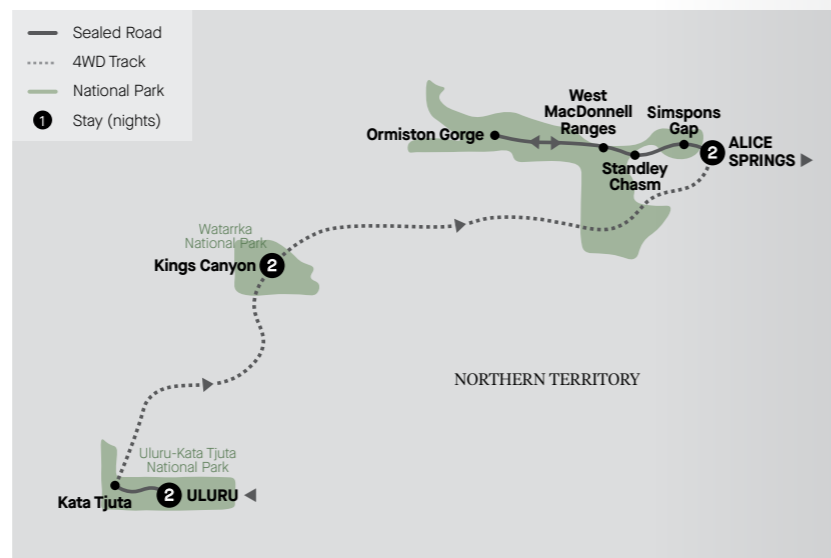 Sealed Road
4WD Track
National Park
1 Stay (nights)
West
MacDonnell
Ranges
Simspons
Gap
Ormiston Gorge
2 ALICE
SPRINGS
Standley
Chasm
Watarrka
National Park
Kings Canyon 2
NORTHERN TERRITORY
Uluru-Kata Tjuta
National Park
Kata Tjuta
2 ULURU